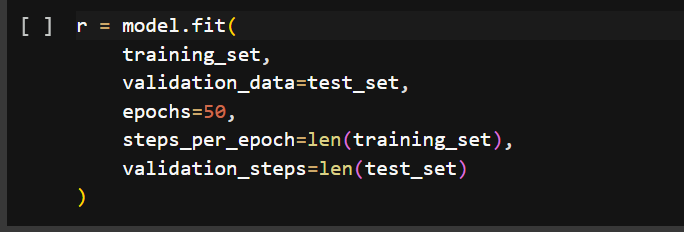 [ ] r = model.fit(
training_set,
validation_data=test_set,
epochs=50,
steps_per_epoch=len(training_set),
validation_steps=len(test_set)
)